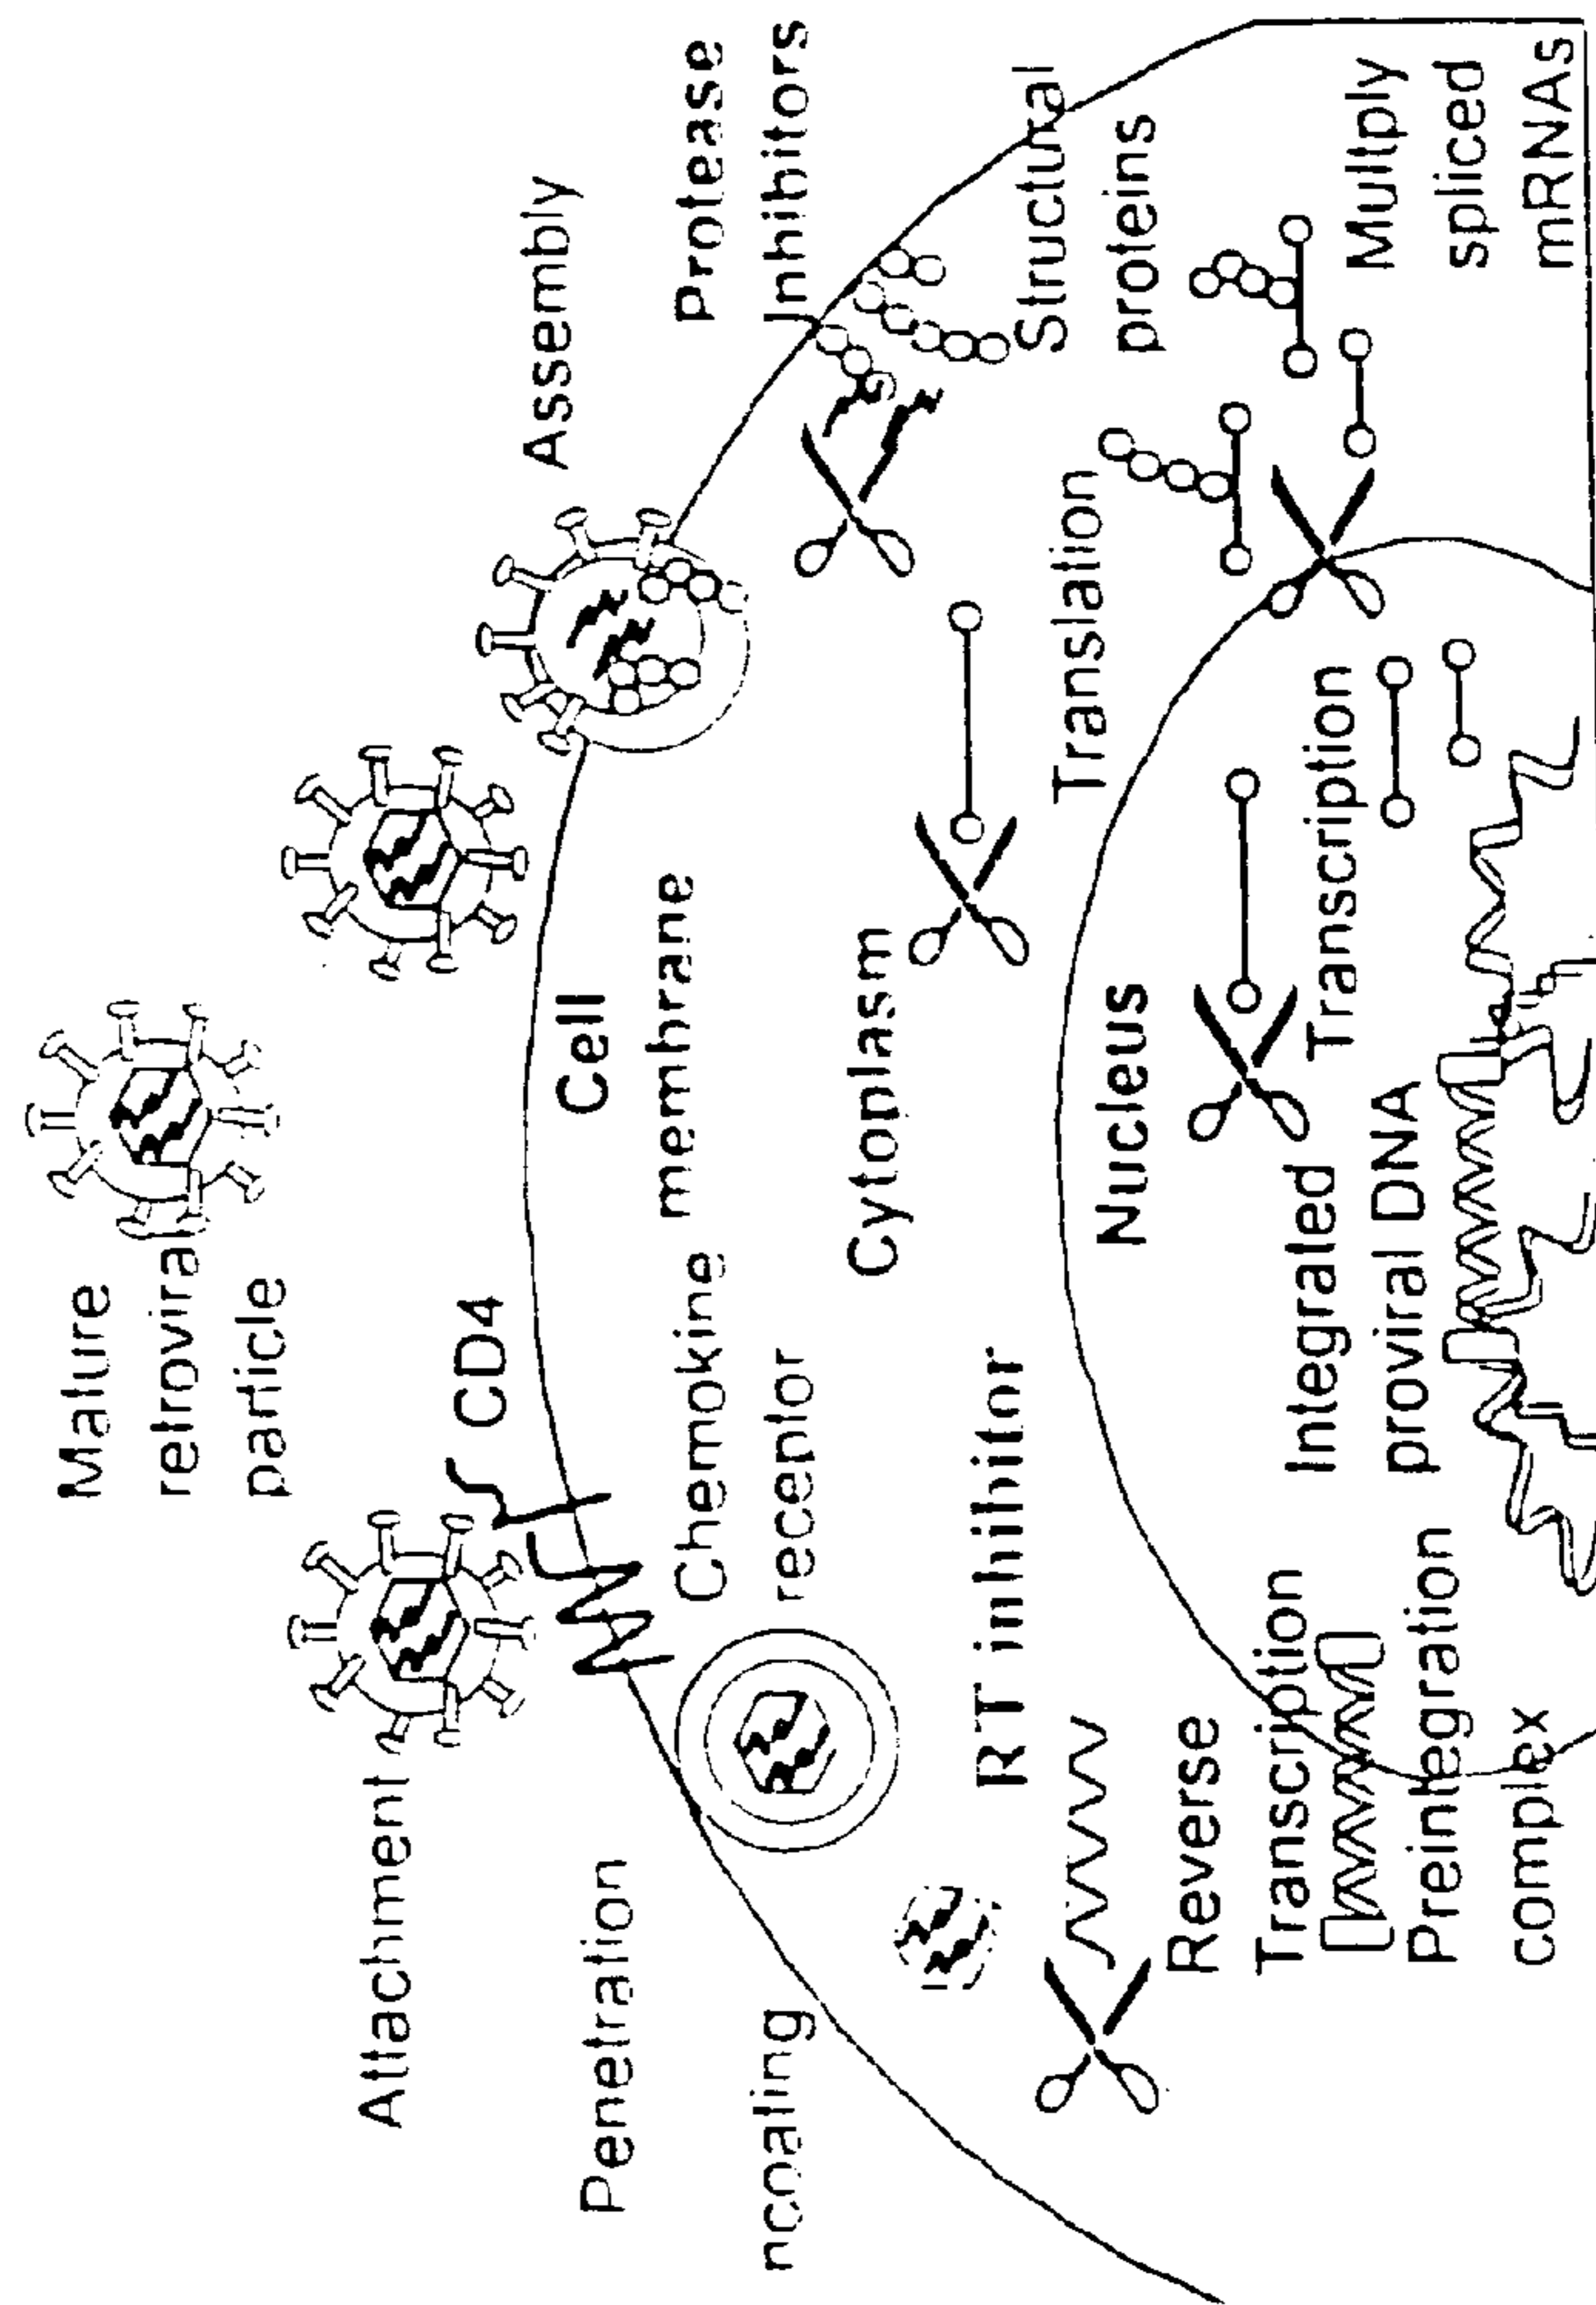 Mature
retroviral
particle
Attachment
CD4
Assembly
Penetration
Cell
membrane
Chemokine
receptor
Protease
Inhibitors
ncoating
Cytoplasm
RT inhibitor
Structural
proteins
Translation
Nucleus
Reverse
Transcription
Integrated
proviral DNA
Transcription
Multply
spliced
mRNAs
Preintegration
complex